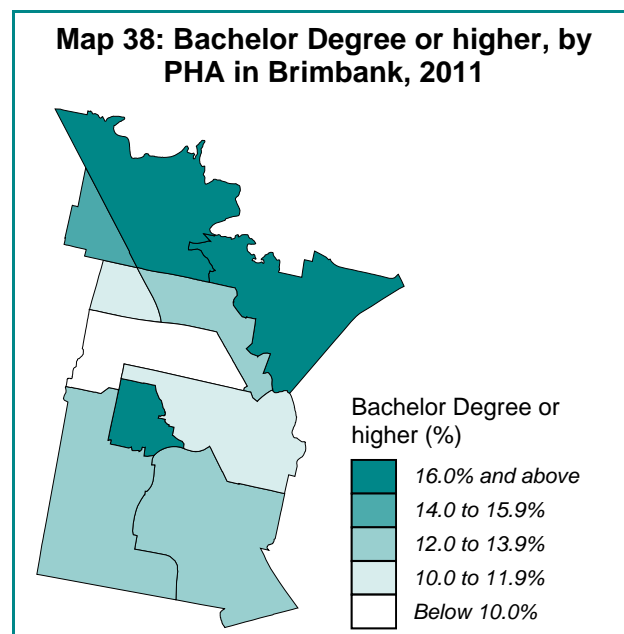 Map 38: Bachelor Degree or higher, by
PHA in Brimbank, 2011
Bachelor Degree or
higher (%)
16.0% and above
14.0 to 15.9%
12.0 to 13.9%
10.0 to 11.9%
Below 10.0%